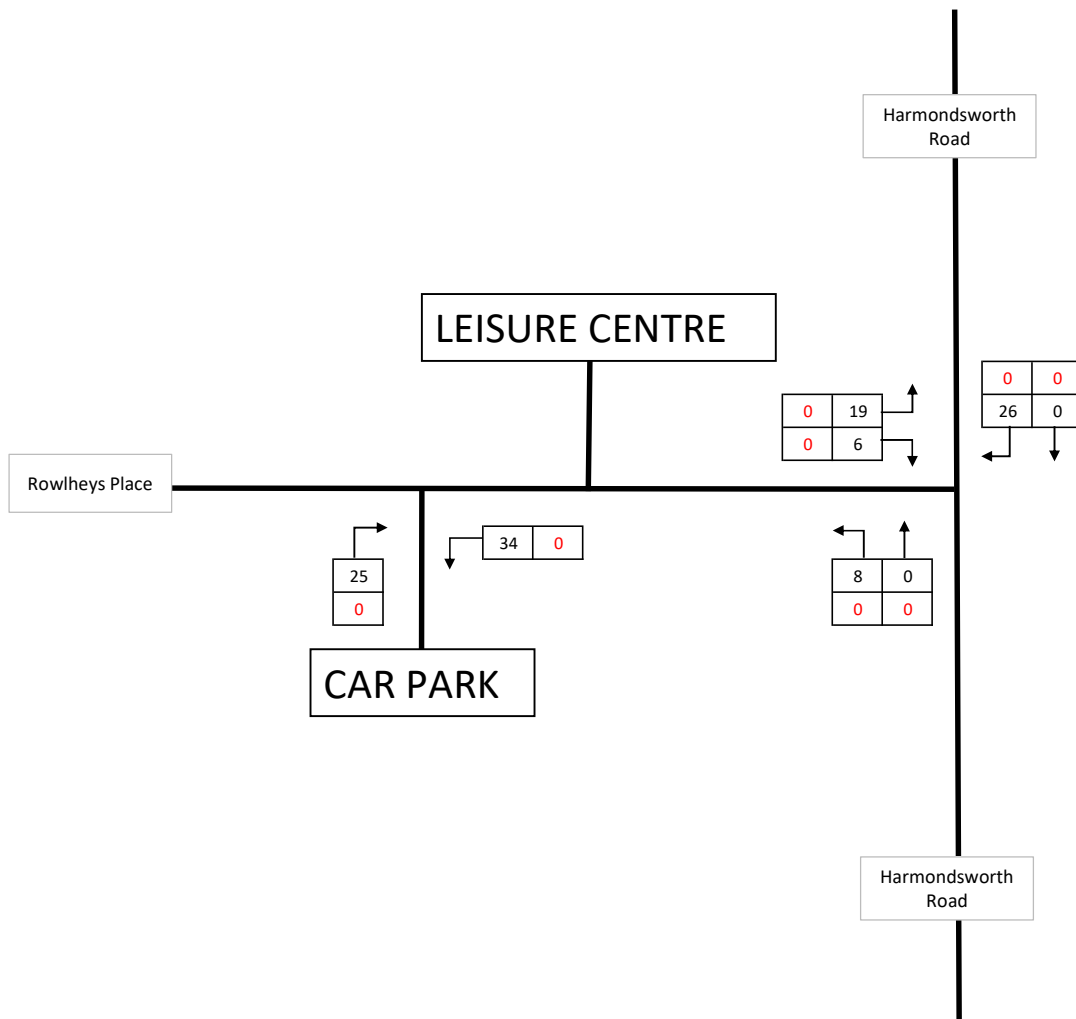 Harmondsworth
Road
LEISURE CENTRE
0 0
26 0
0 19
0 6
Rowlheys Place
34 0
25
0
8 0
0 0
CAR PARK
Harmondsworth
Road